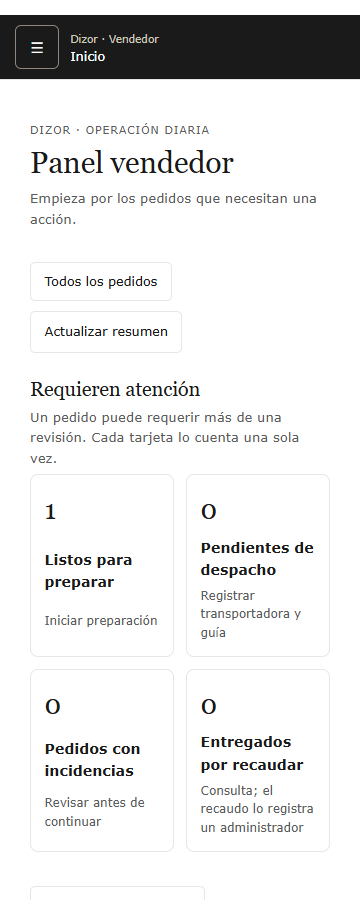 ☰
Dizor · Vendedor
Inicio
DIZOR · OPERACIÓN DIARIA
Panel vendedor
Empieza por los pedidos que necesitan una
acción.
Todos los pedidos
Actualizar resumen
Requieren atención
Un pedido puede requerir más de una
revisión. Cada tarjeta lo cuenta una sola
vez.
1
Listos para
preparar
Iniciar preparación
0
Pendientes de
despacho
Registrar
transportadora y
guía
0
Pedidos con
incidencias
Revisar antes de
continuar
0
Entregados
por recaudar
Consulta; el
recaudo lo registra
un administrador